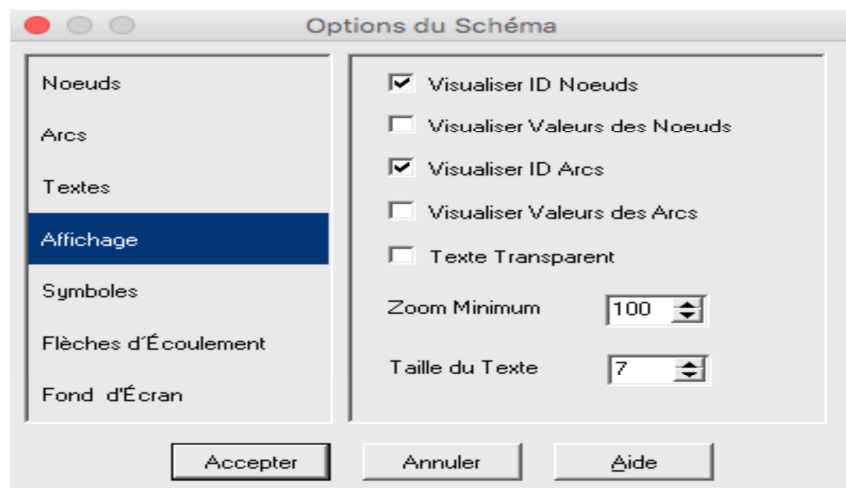 Options du Schéma
Noeuds
Arcs
Textes
Affichage
Symboles
Flèches d'Écoulement
Fond d'Écran
Visualiser ID Noeuds
Visualiser Valeurs des Noeuds
Visualiser ID Arcs
Visualiser Valeurs des Arcs
Texte Transparent
Zoom Minimum 100
Taille du Texte 7
Accepter Annuler Aide